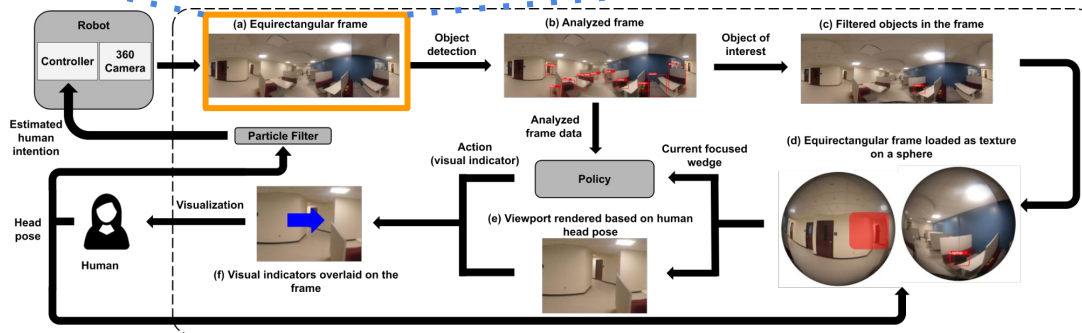 Robot
Controller
360
Camera
(a) Equirectangular frame
Object
detection
(b) Analyzed frame
Object of
interest
(c) Filtered objects in the frame
Estimated
human
intention
Particle Filter
Analyzed
frame data
Action
(visual indicator)
Policy
Current focused
wedge
(d) Equirectangular frame loaded as texture
on a sphere
Head
pose
Human
Visualization
(e) Viewport rendered based on human
head pose
(f) Visual indicators overlaid on the
frame